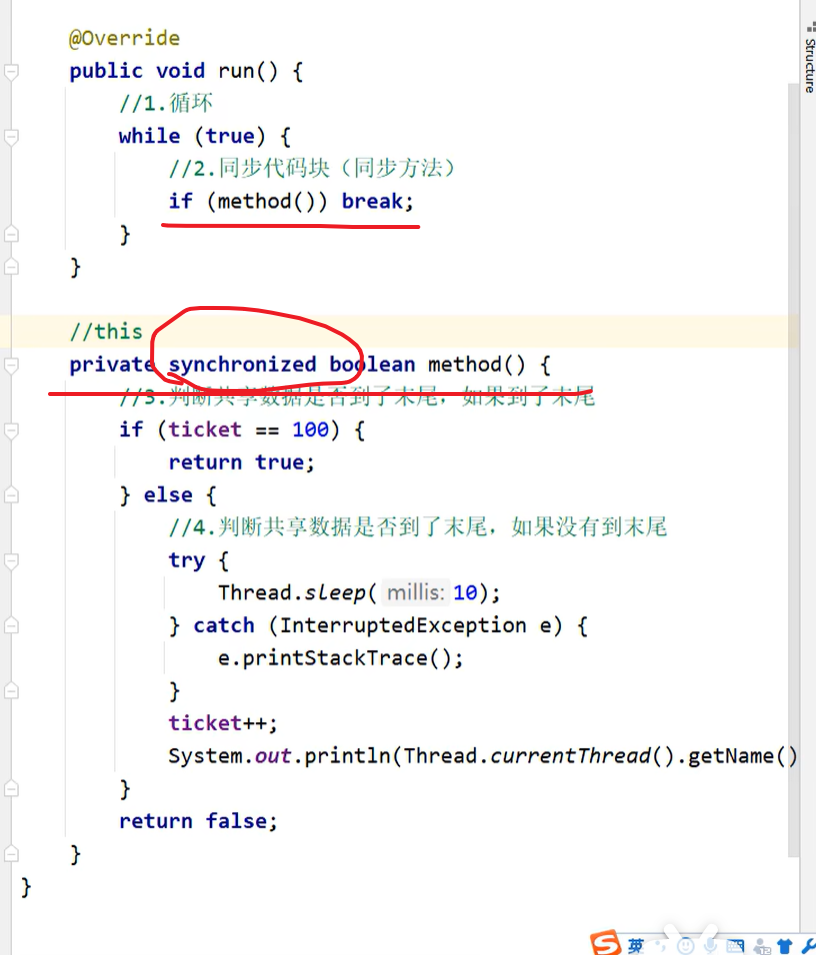 @Override
public void run() {
//1.循环
while (true) {
//2.同步代码块（同步方法）
if (method()) break;
}
}
//this
private synchronized boolean method() {
//3.判断共享数据是否到了末尾，如果到了末尾
if (ticket == 100) {
return true;
} else {
//4.判断共享数据是否到了末尾，如果没有到末尾
try {
Thread.sleep( millis: 10);
} catch (InterruptedException e) {
e.printStackTrace();
}
ticket++;
System.out.println(Thread.currentThread().getName()
}
return false;
}
}
Structure
S 英